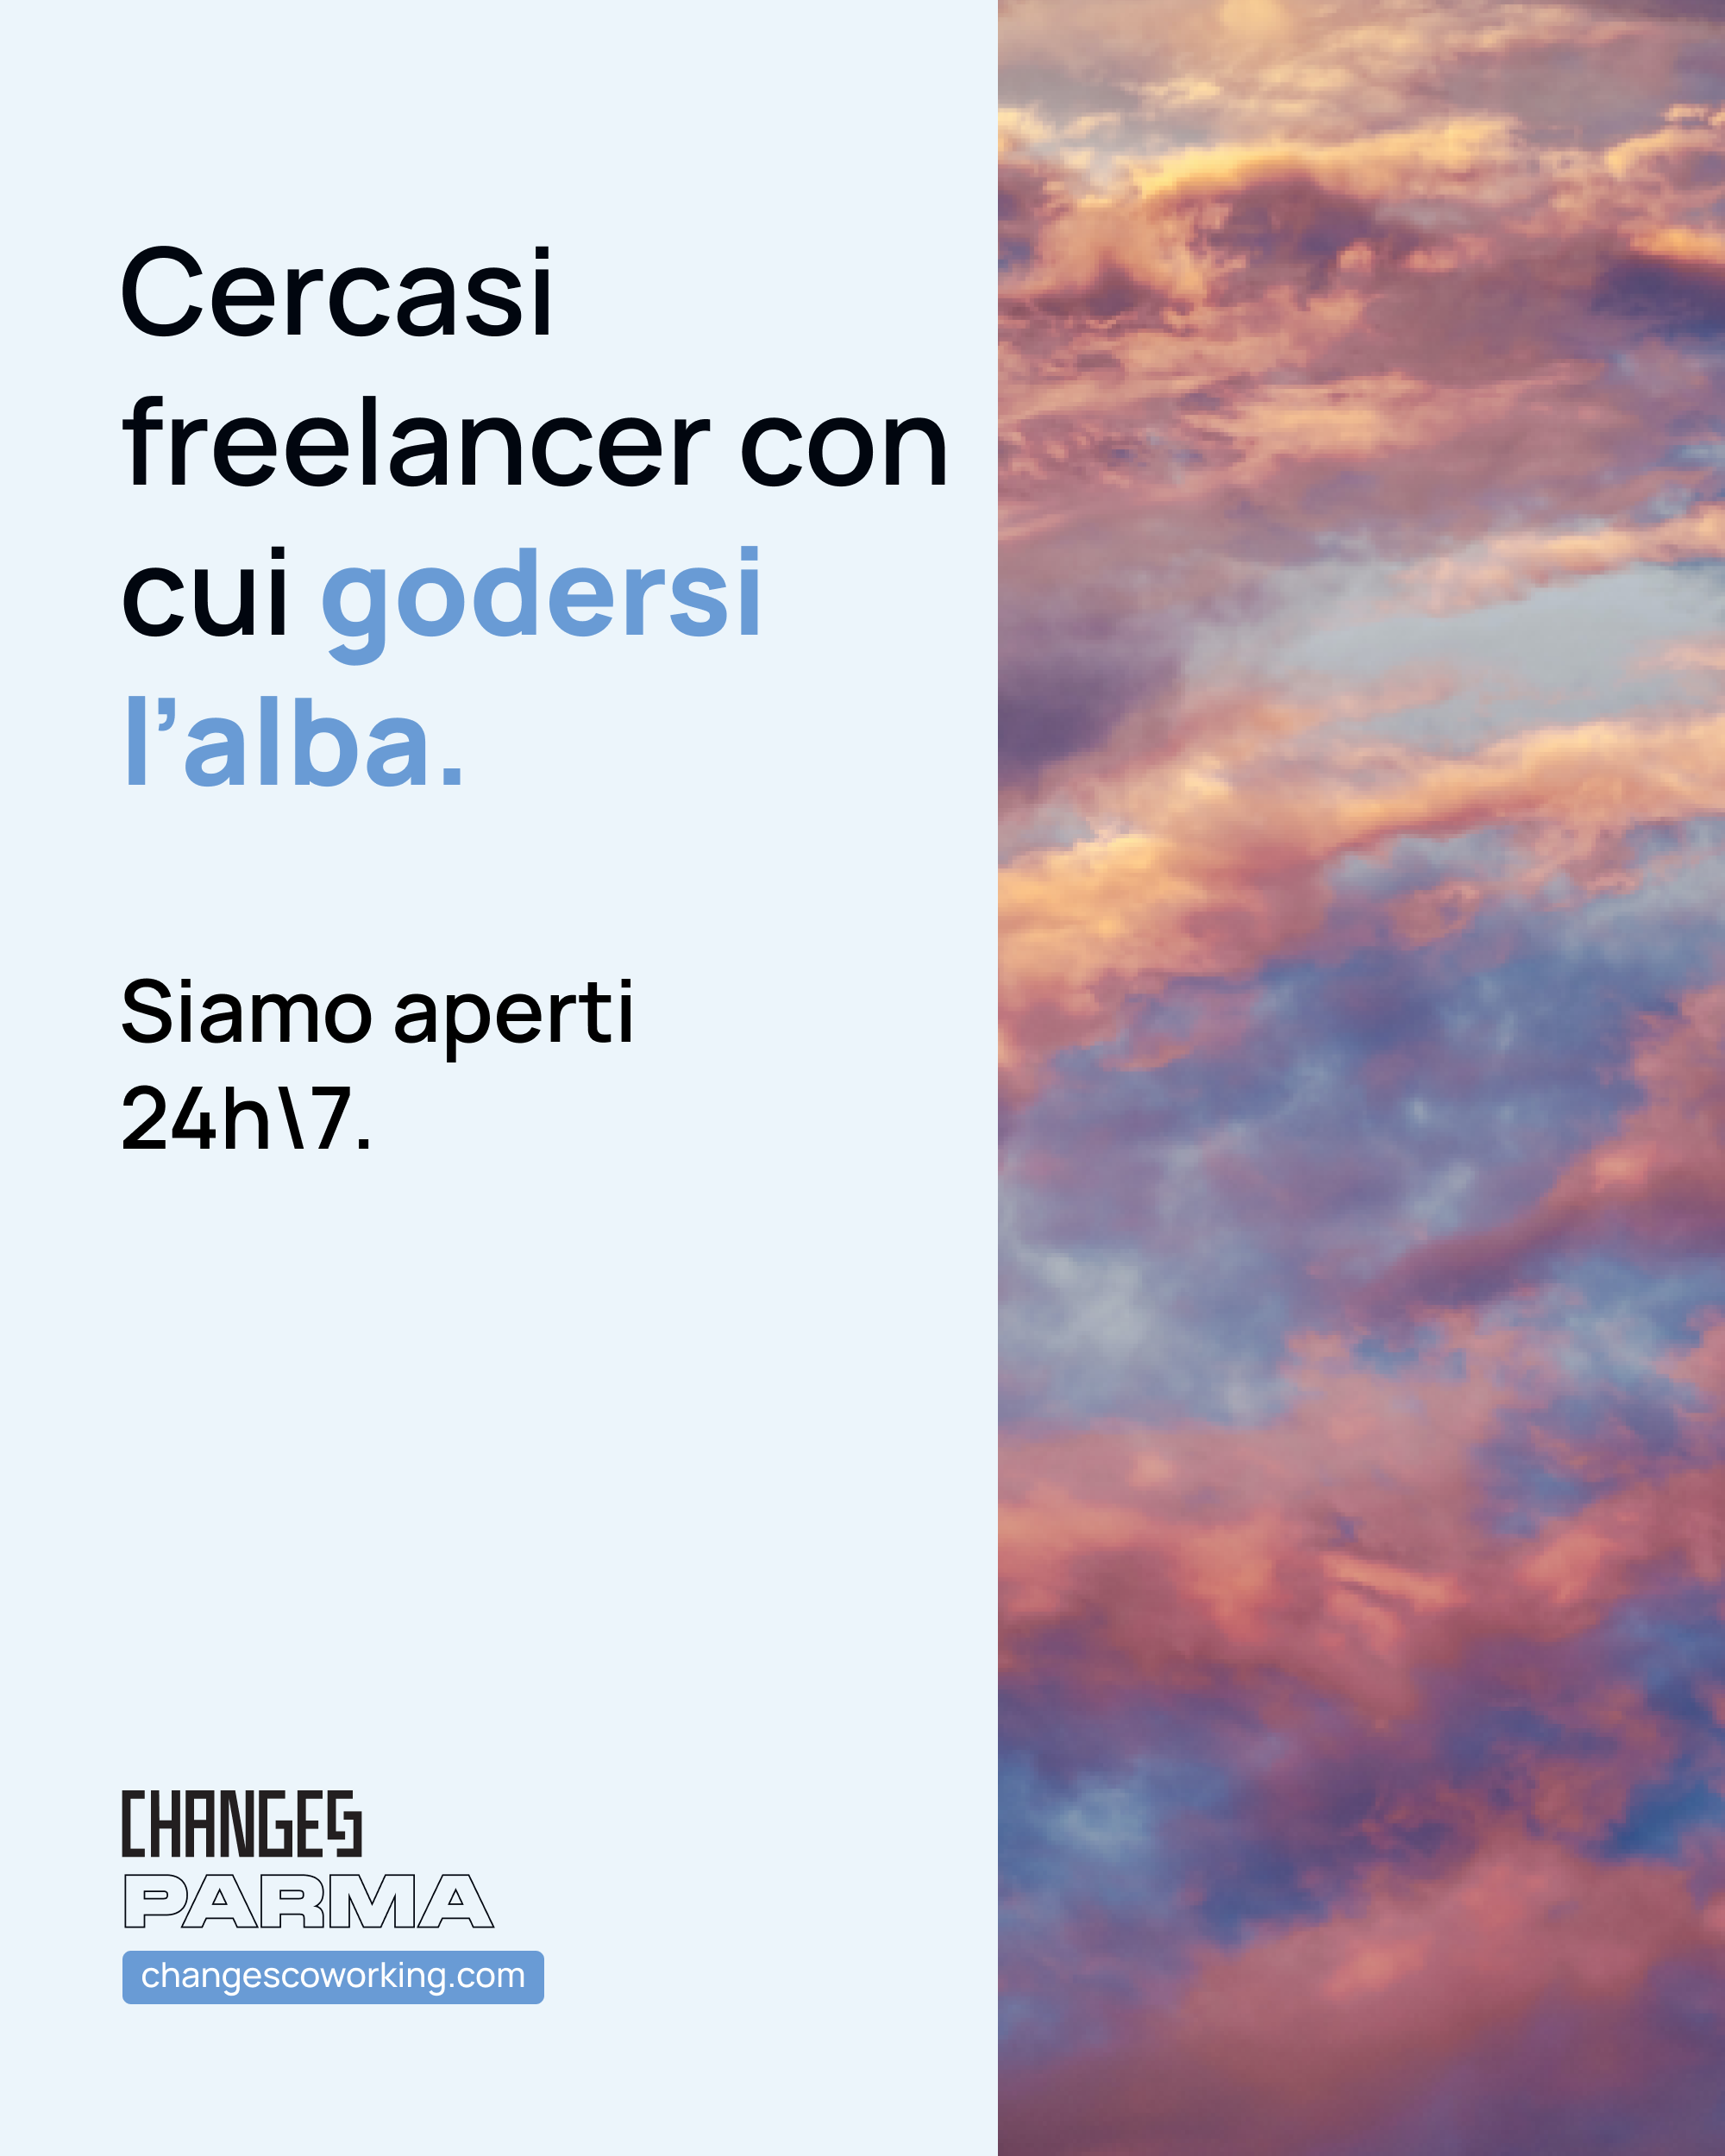 Cercasi
freelancer con
cui godersi
l’alba.
Siamo aperti
24h\7.
CHANGES
PARMA
changescoworking.com